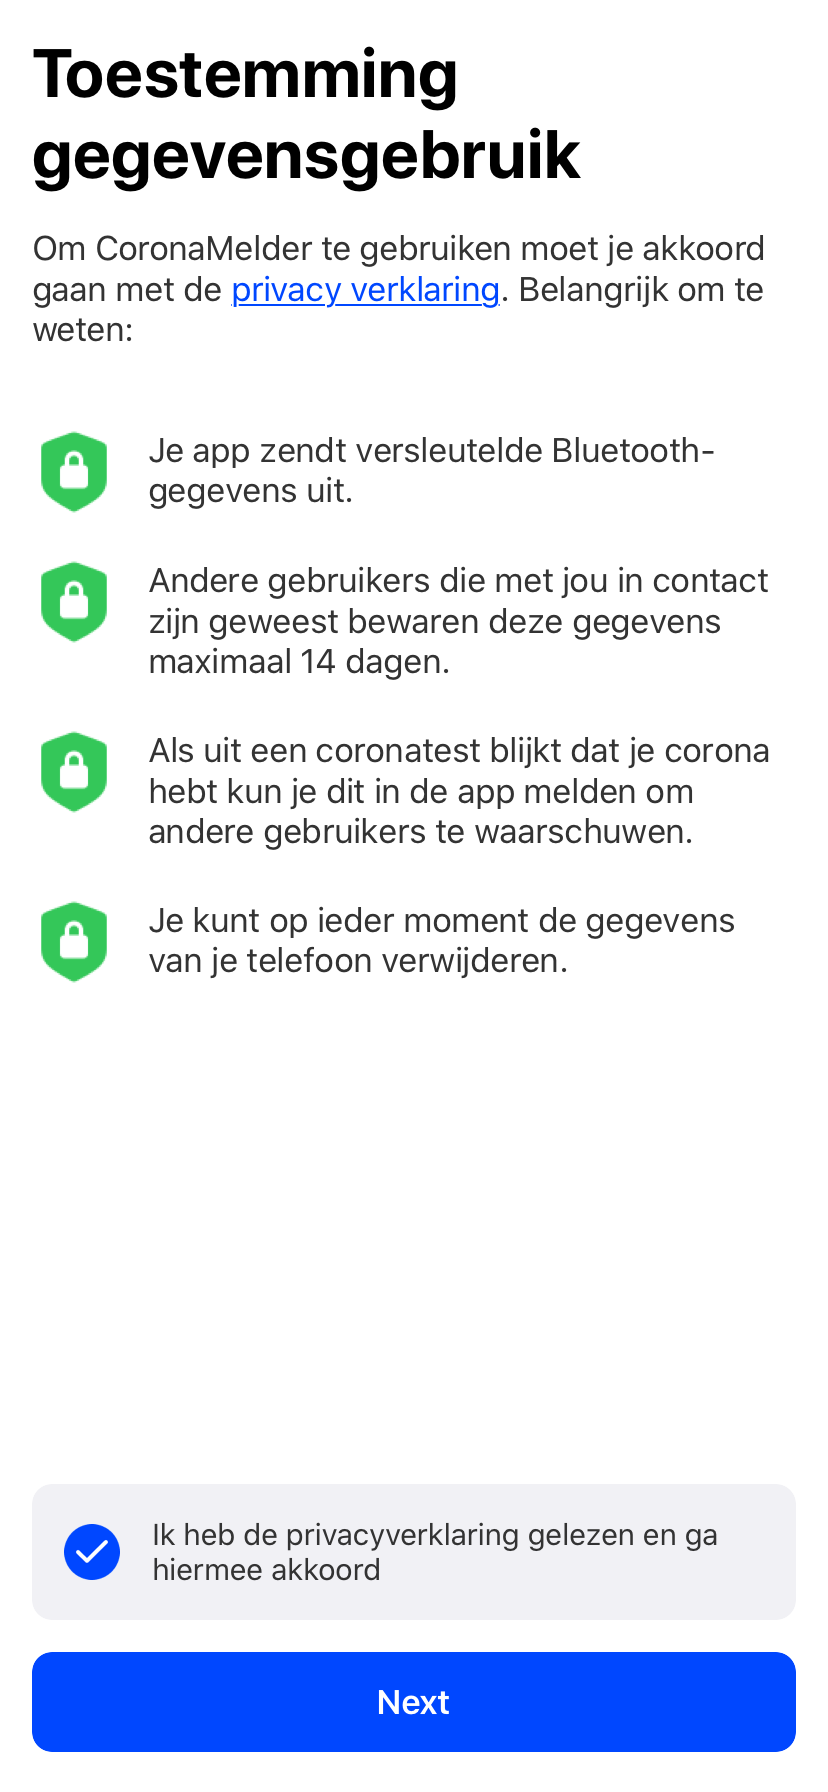 Toestemming
gegevensgebruik
Om CoronaMelder te gebruiken moet je akkoord
gaan met de privacy verklaring. Belangrijk om te
weten:
Je app zendt versleutelde Bluetooth-
gegevens uit.
Andere gebruikers die met jou in contact
zijn geweest bewaren deze gegevens
maximaal 14 dagen.
Als uit een coronatest blijkt dat je corona
hebt kun je dit in de app melden om
andere gebruikers te waarschuwen.
Je kunt op ieder moment de gegevens
van je telefoon verwijderen.
Ik heb de privacyverklaring gelezen en ga
hiermee akkoord
Next